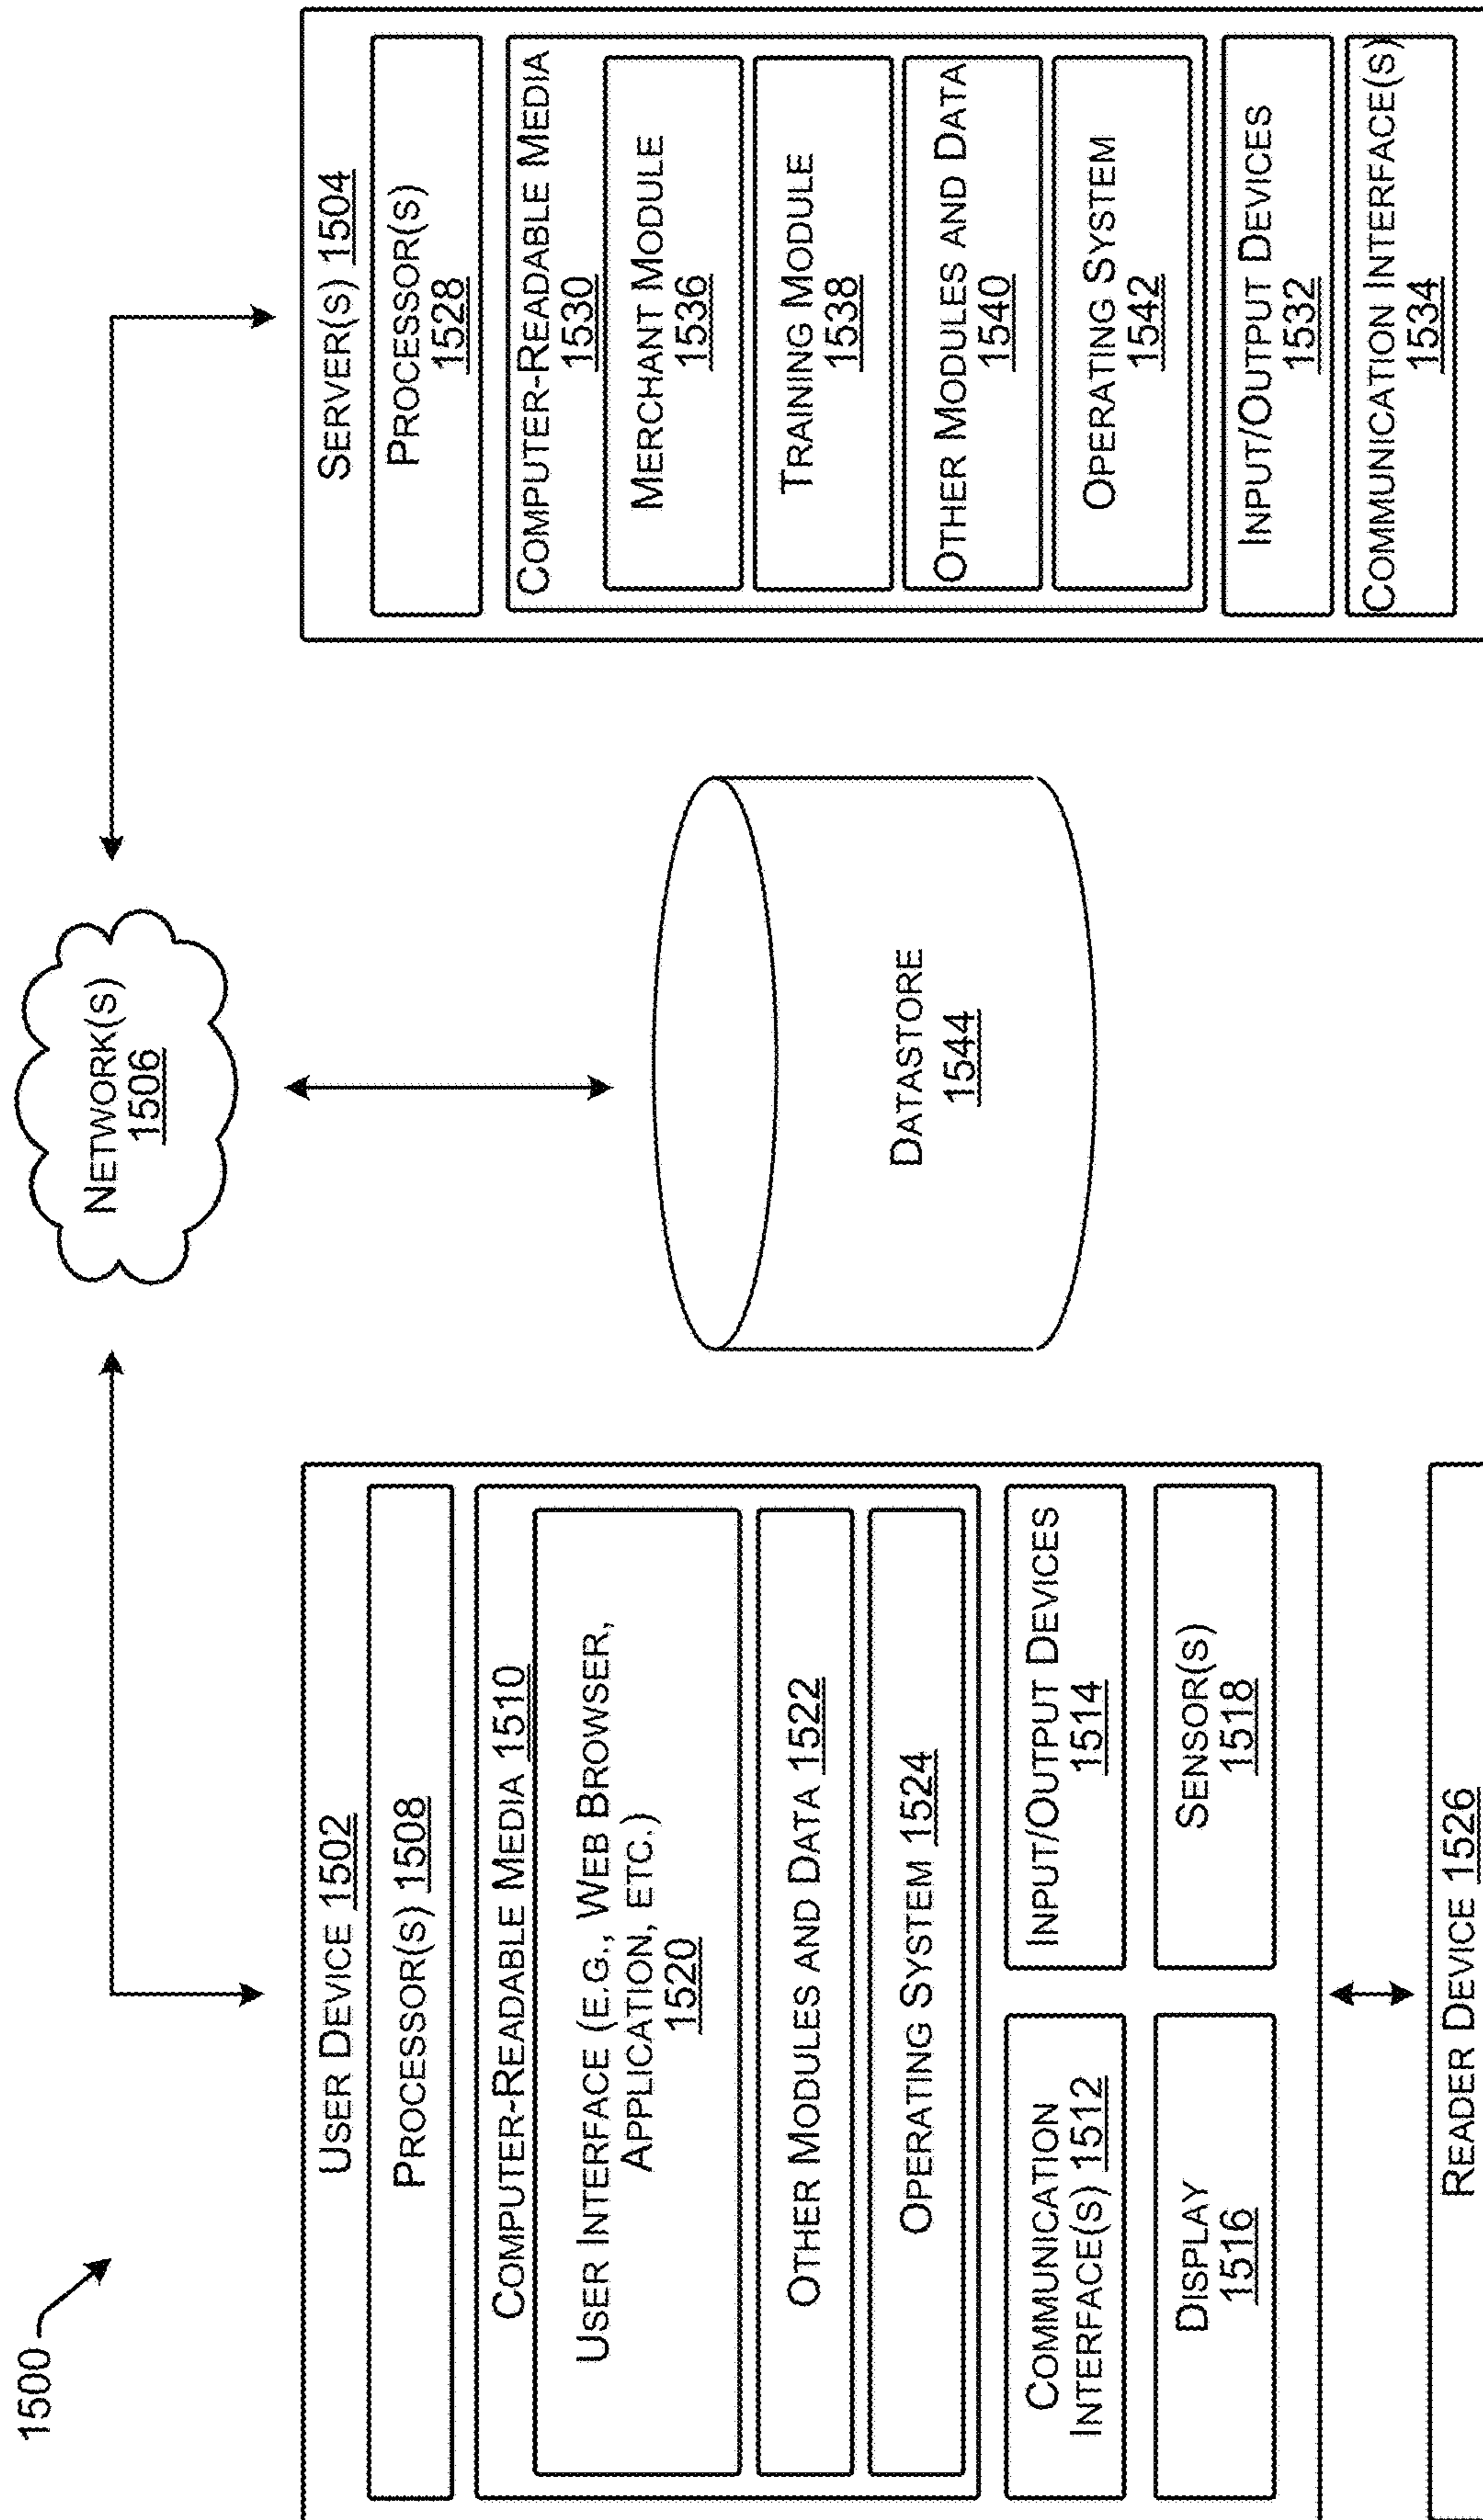 1500
NETWORK(S)
1506
USER DEVICE 1502
PROCESSOR(S) 1508
COMPUTER-READABLE MEDIA 1510
USER INTERFACE (E.G., WEB BROWSER,
APPLICATION, ETC.)
1520
OTHER MODULES AND DATA 1522
OPERATING SYSTEM 1524
COMMUNICATION
INTERFACE(S) 1512
INPUT/OUTPUT DEVICES
1514
DISPLAY
1516
SENSOR(S)
1518
READER DEVICE 1526
DATASTORE
1544
SERVER(S) 1504
PROCESSOR(S)
1528
COMPUTER-READABLE MEDIA
1530
MERCHANT MODULE
1536
TRAINING MODULE
1538
OTHER MODULES AND DATA
1540
OPERATING SYSTEM
1542
INPUT/OUTPUT DEVICES
1532
COMMUNICATION INTERFACE(S)
1534